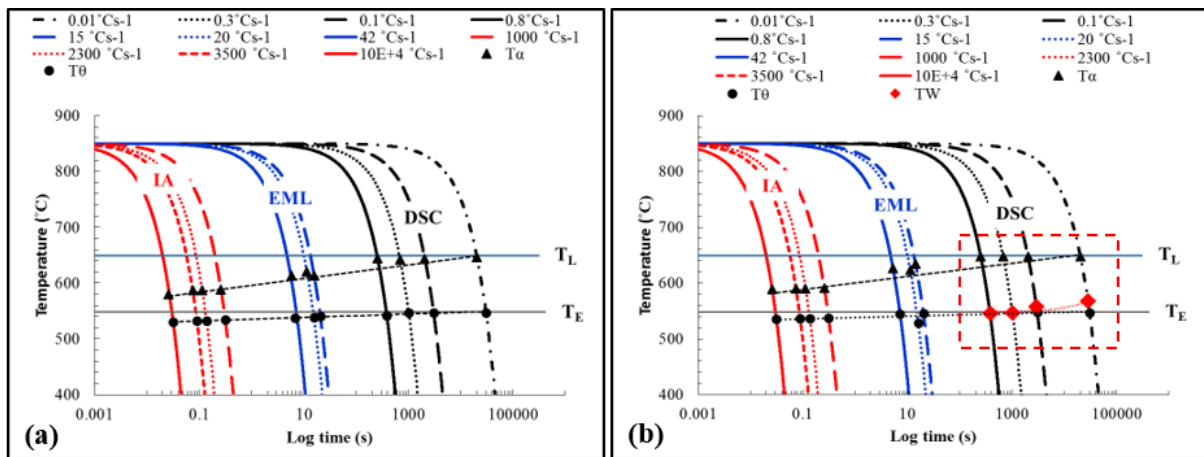 0.01˚Cs-1 0.3˚Cs-1 0.1˚Cs-1 0.8˚Cs-1
15 ˚Cs-1 20 ˚Cs-1 42 ˚Cs-1 1000 ˚Cs-1
2300 ˚Cs-1 3500 ˚Cs-1 10E+4 ˚Cs-1 Tα
Tθ
900
800
700
600
500
400
Temperature (˚C)
IA
EML
DSC
TL
TE
0.001 0.1 10 1000 100000
Log time (s)
(a)
0.01˚Cs-1 0.3˚Cs-1 0.1˚Cs-1
0.8˚Cs-1 15 ˚Cs-1 20 ˚Cs-1
42 ˚Cs-1 1000 ˚Cs-1 2300 ˚Cs-1
3500 ˚Cs-1 10E+4 ˚Cs-1 Tα
Tθ TW
900
800
700
600
500
400
Temperature (˚C)
IA
EML
DSC
TL
TE
0.001 0.1 10 1000 100000
Log time (s)
(b)